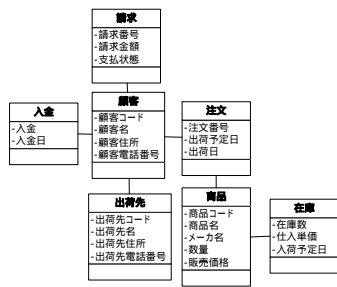 請求
-請求番号
-請求金額
-支払状態
顧客
-顧客コード
-顧客名
-顧客住所
-顧客電話番号
入金
-入金
-入金日
注文
-注文番号
-出荷予定日
-出荷日
出荷先
-出荷先コード
-出荷先名
-出荷先住所
-出荷先電話番号
商品
-商品コード
-商品名
-メーカ名
-数量
-販売価格
在庫
-在庫数
-仕入単価
-入荷予定日